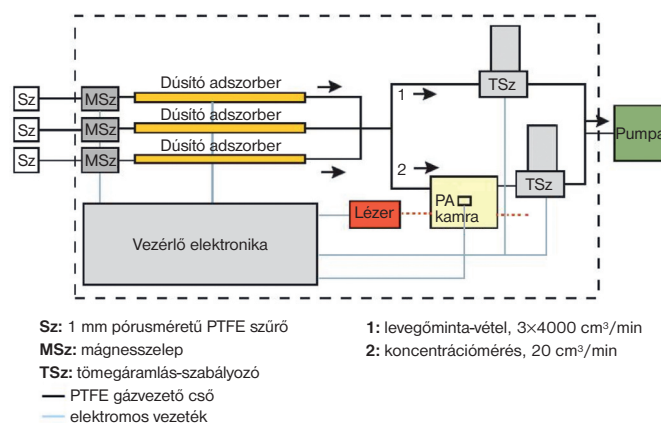 Dúsító adszorber
Sz MSz
Dúsító adszorber
Sz MSz
Dúsító adszorber
Sz MSz
1
TSz
Pumpa
2
TSz
PA
kamra
Lézer
Vezérlő elektronika
Sz: 1 mm pórusméretű PTFE szűrő
MSz: mágnesszelep
TSz: tömegáramlás-szabályozó
PTFE gázvezető cső
elektromos vezeték
1: levegőminta-vétel, 3×4000 cm³/min
2: koncentrációmérés, 20 cm³/min